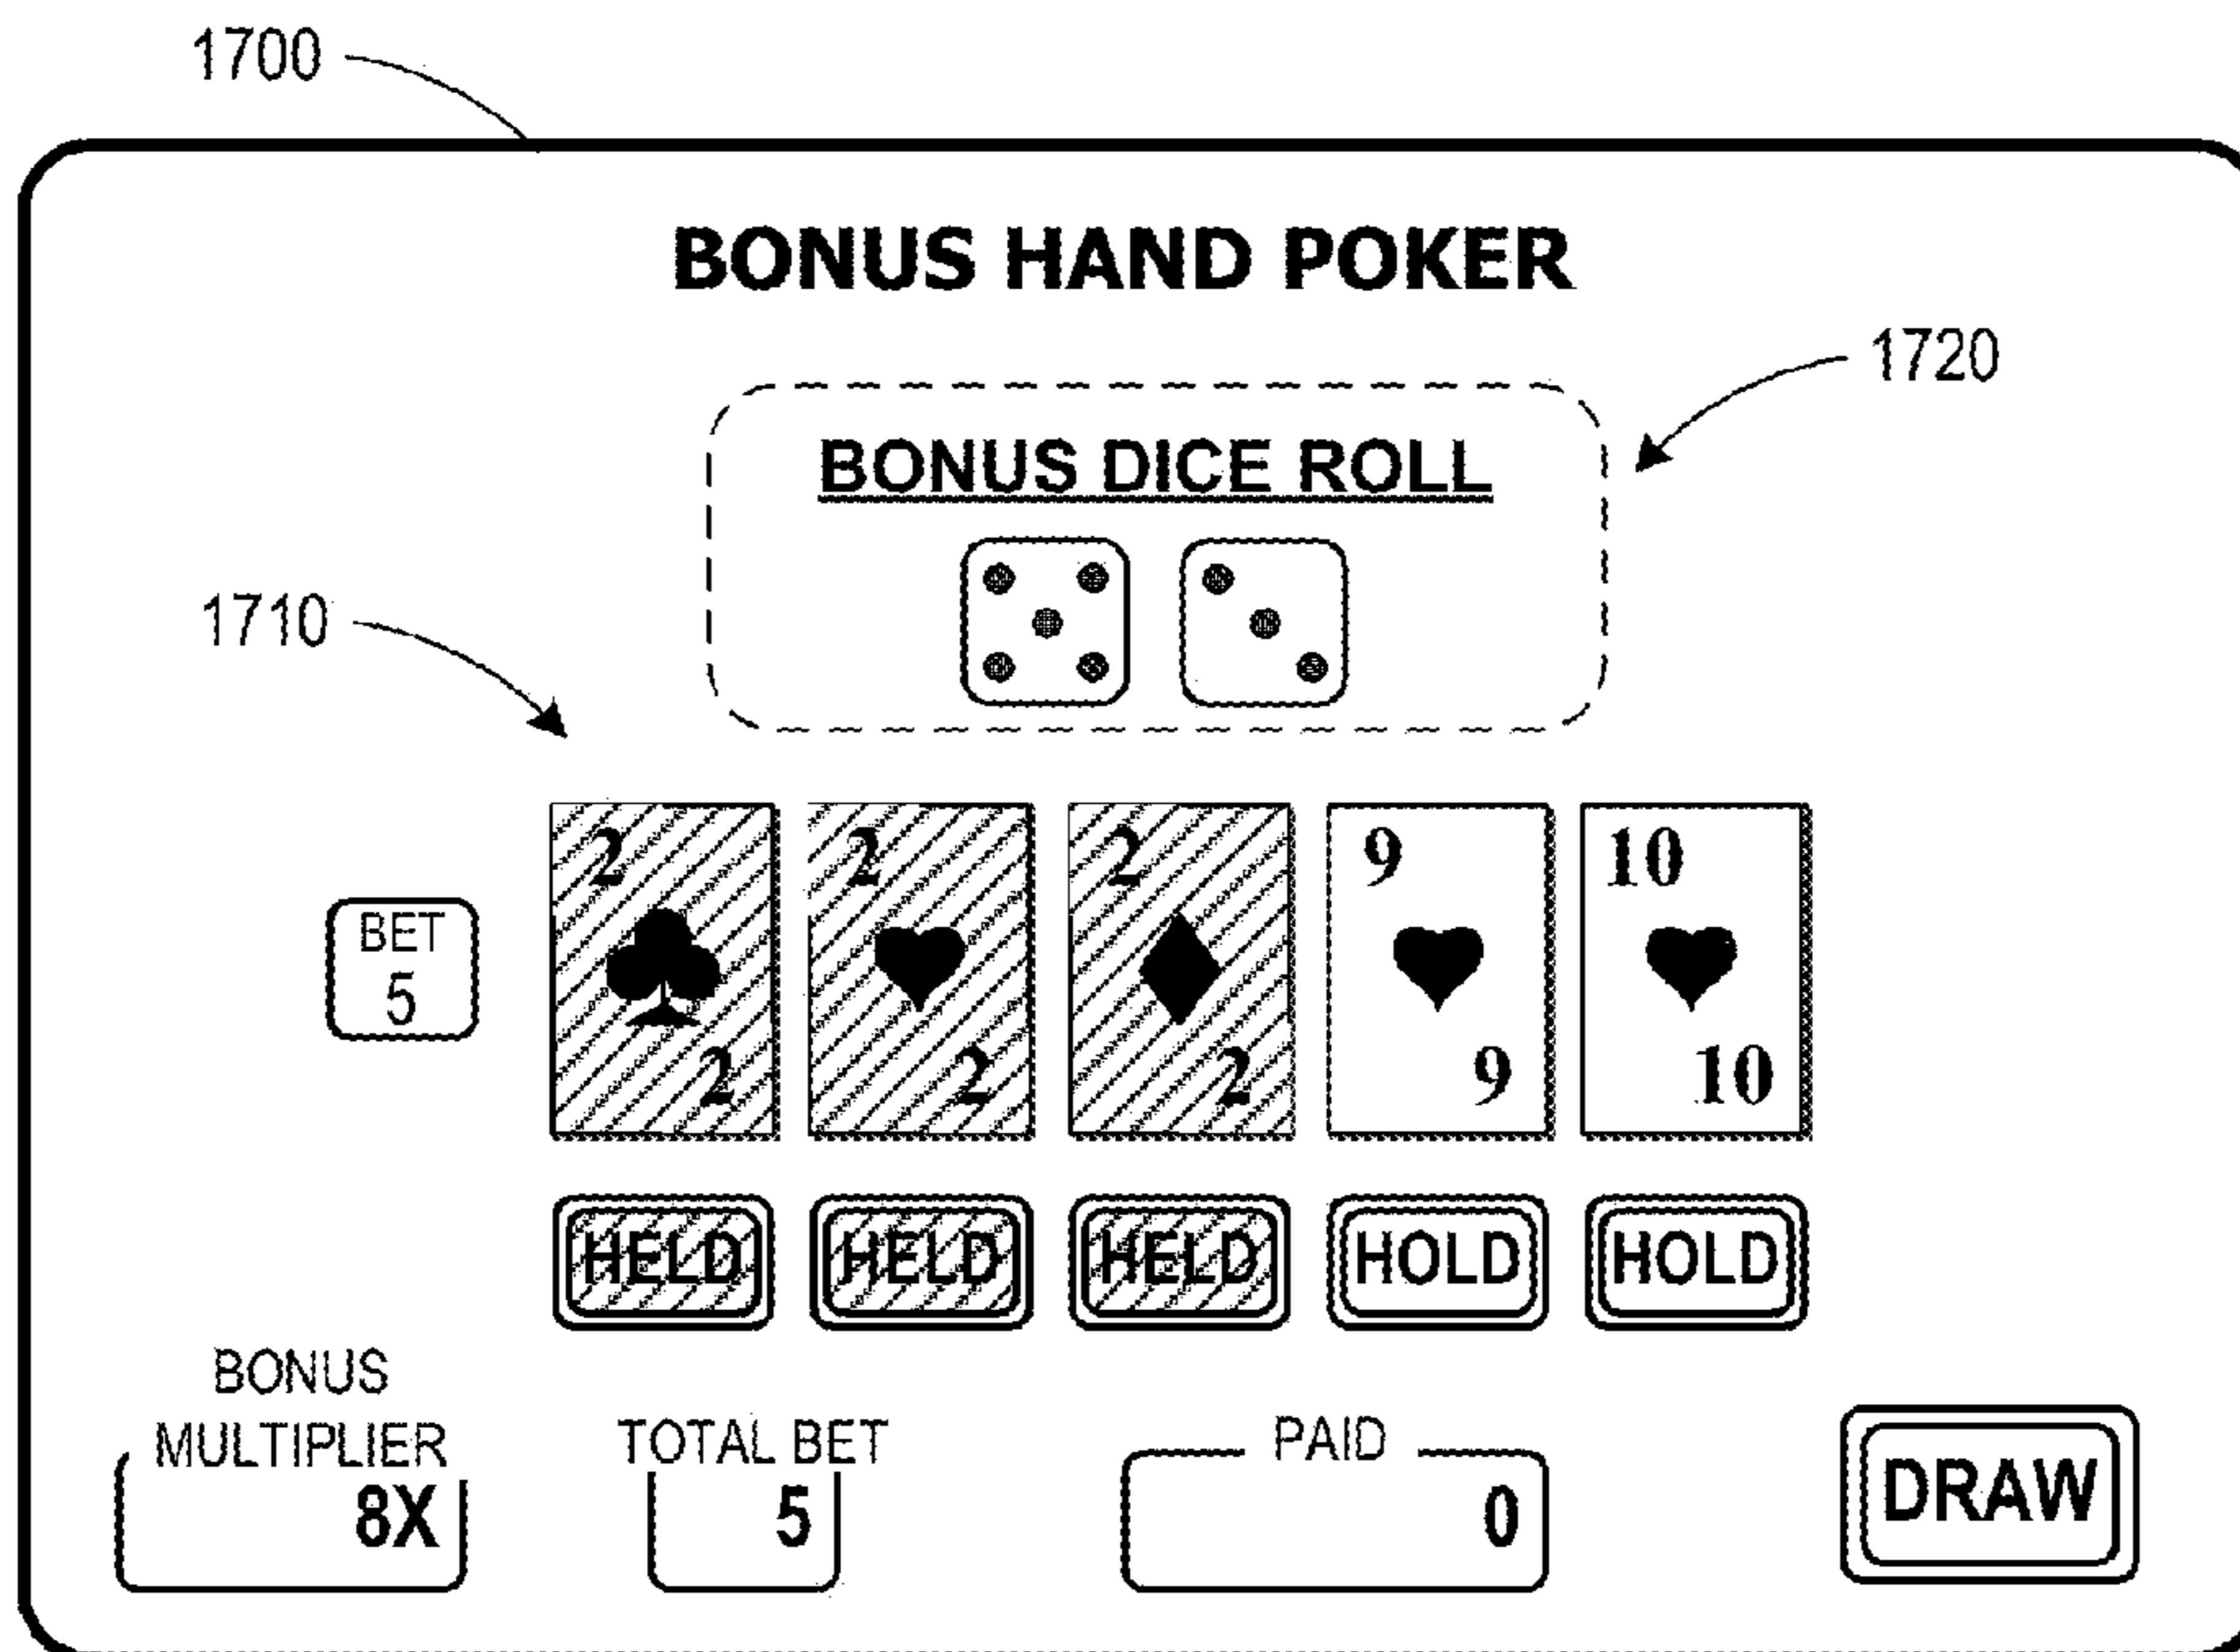 1700
BONUS HAND POKER
1720
BONUS DICE ROLL
1710
2 2 2 9 10
BET
5
2 2 2 9 10
HELD HELD HELD HOLD HOLD
BONUS
MULTIPLIER TOTAL BET PAID
8X 5 0 DRAW